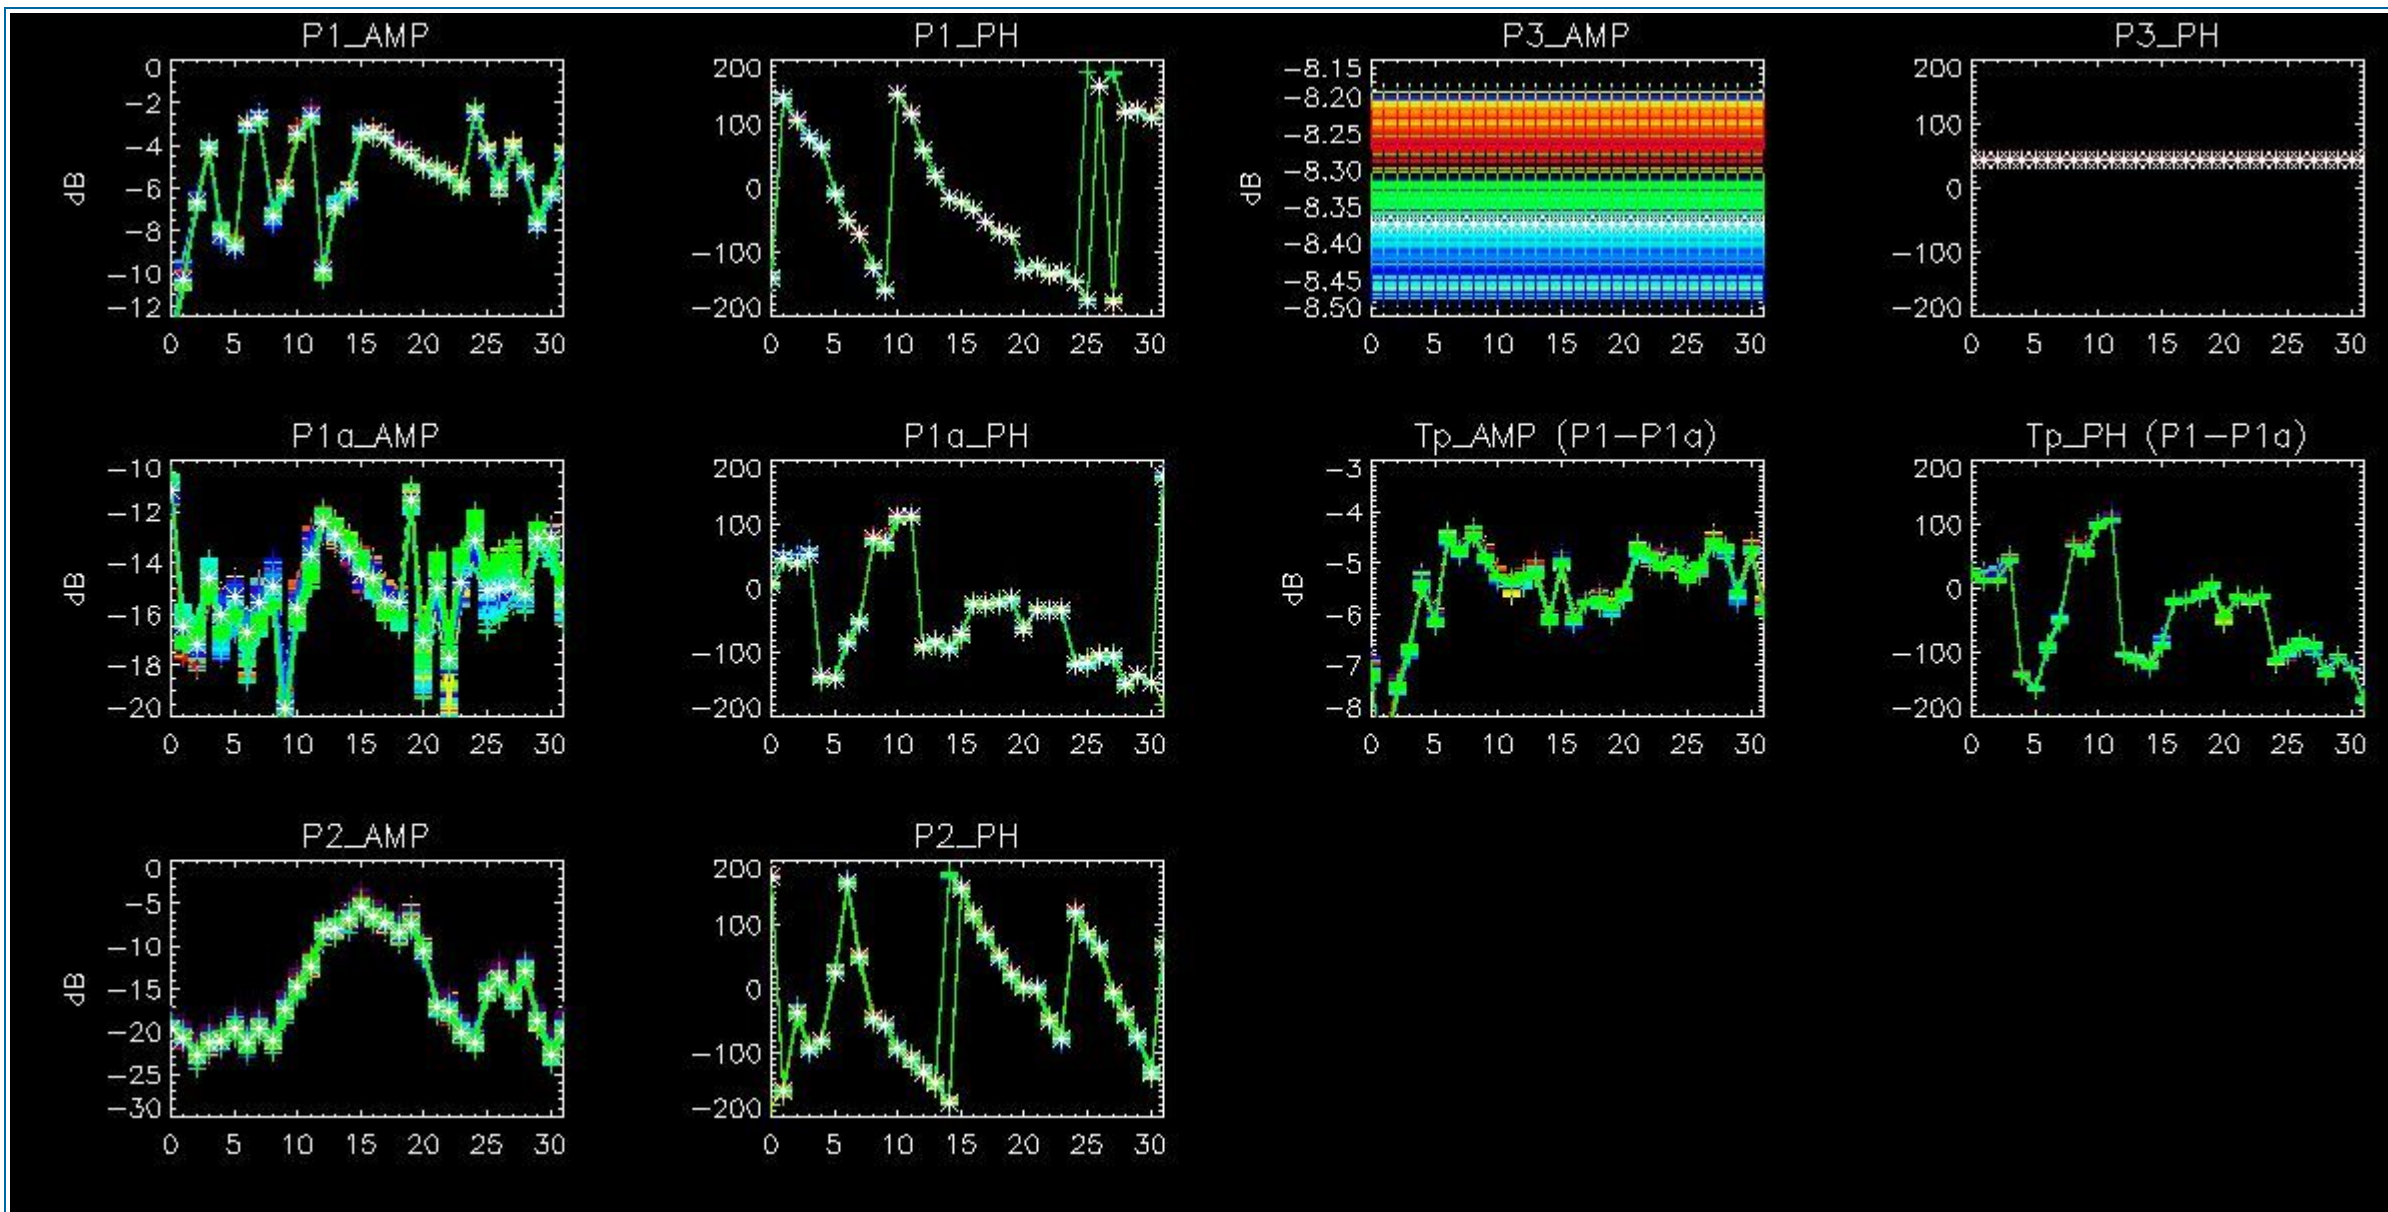 P1_AMP
0
−2
−4
−6
−8
−10
−12
dB
0 5 10 15 20 25 30
P1_PH
200
100
0
−100
−200
0 5 10 15 20 25 30
P3_AMP
−8.15
−8.20
−8.25
−8.30
−8.35
−8.40
−8.45
−8.50
dB
0 5 10 15 20 25 30
P3_PH
200
100
0
−100
−200
0 5 10 15 20 25 30
P1a_AMP
−10
−12
−14
−16
−18
−20
dB
0 5 10 15 20 25 30
P1a_PH
200
100
0
−100
−200
0 5 10 15 20 25 30
Tp_AMP (P1−P1a)
−3
−4
−5
−6
−7
−8
dB
0 5 10 15 20 25 30
Tp_PH (P1−P1a)
200
100
0
−100
−200
0 5 10 15 20 25 30
P2_AMP
0
−5
−10
−15
−20
−25
−30
dB
0 5 10 15 20 25 30
P2_PH
200
100
0
−100
−200
0 5 10 15 20 25 30